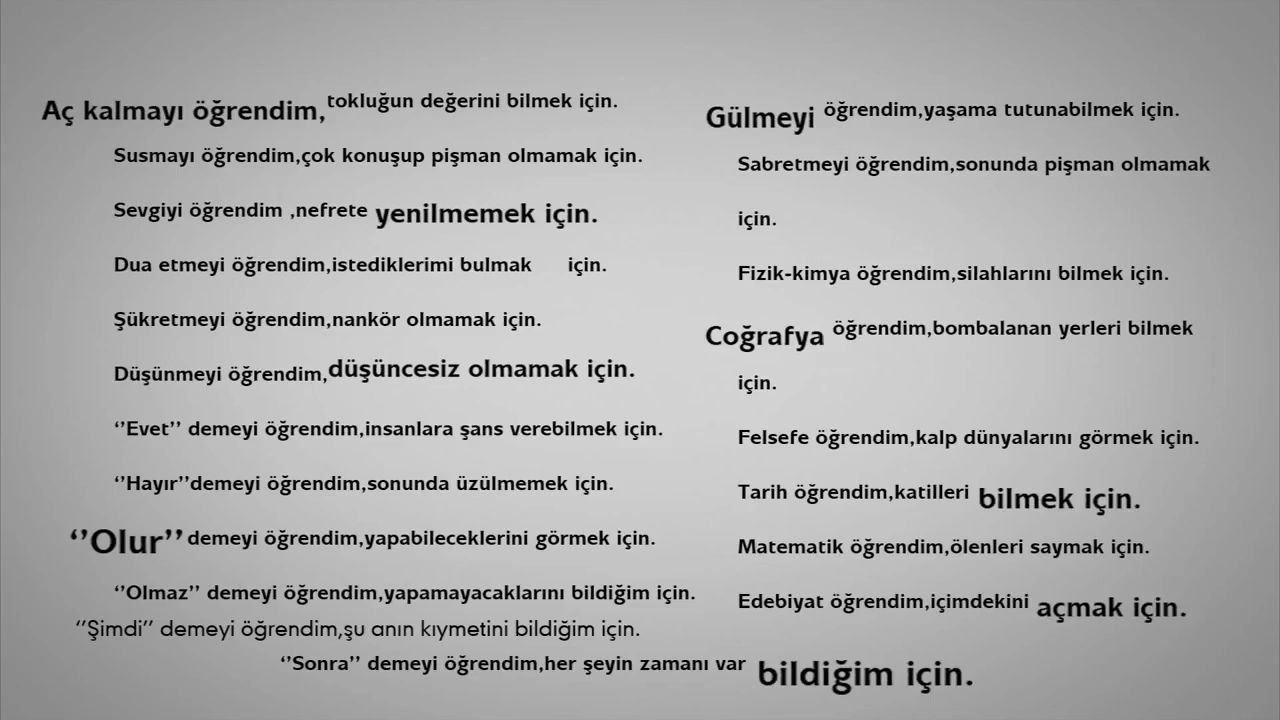 Aç kalmayı öğrendim,tokluğun değerini bilmek için.
Susmayı öğrendim,çok konuşup pişman olmamak için.
Sevgiyi öğrendim ,nefrete yenilmemek için.
Dua etmeyi öğrendim,istediklerimi bulmak için.
Şükretmeyi öğrendim,nankör olmamak için.
Düşünmeyi öğrendim,düşüncesiz olmamak için.
‘’Evet’’ demeyi öğrendim,insanlara şans verebilmek için.
‘’Hayır’’demeyi öğrendim,sonunda üzülmemek için.
‘’Olur’’ demeyi öğrendim,yapabileceklerini görmek için.
‘’Olmaz’’ demeyi öğrendim,yapamayacaklarını bildiğim için.
‘’Şimdi’’ demeyi öğrendim,şu anın kıymetini bildiğim için.
‘’Sonra’’ demeyi öğrendim,her şeyin zamanı var bildiğim için.
Gülmeyi öğrendim,yaşama tutunabilmek için.
Sabretmeyi öğrendim,sonunda pişman olmamak
için.
Fizik-kimya öğrendim,silahlarını bilmek için.
Coğrafya öğrendim,bombalanan yerleri bilmek
için.
Felsefe öğrendim,kalp dünyalarını görmek için.
Tarih öğrendim,katilleri bilmek için.
Matematik öğrendim,ölenleri saymak için.
Edebiyat öğrendim,içimdekini açmak için.